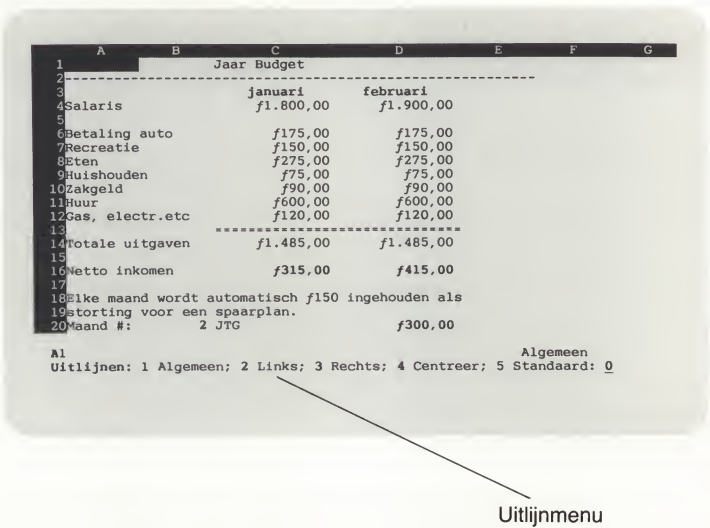 A B C D E F G
1 Jaar Budget
2 ----------------------------------------------------------
3 januari februari
4 Salaris ƒ1.800,00 ƒ1.900,00
5
6 Betaling auto ƒ175,00 ƒ175,00
7 Recreatie ƒ150,00 ƒ150,00
8 Eten ƒ275,00 ƒ275,00
9 Huishouden ƒ75,00 ƒ75,00
10 Zakgeld ƒ90,00 ƒ90,00
11 Huur ƒ600,00 ƒ600,00
12 Gas, electr.etc ƒ120,00 ƒ120,00
13 ==============================
14 Totale uitgaven ƒ1.485,00 ƒ1.485,00
15
16 Netto inkomen ƒ315,00 ƒ415,00
17
18 Elke maand wordt automatisch ƒ150 ingehouden als
19 storting voor een spaarplan.
20 Maand #: 2 JTG ƒ300,00
A1 Algemeen
Uitlijnen: 1 Algemeen; 2 Links; 3 Rechts; 4 Centreer; 5 Standaard: 0
Uitlijnmenu